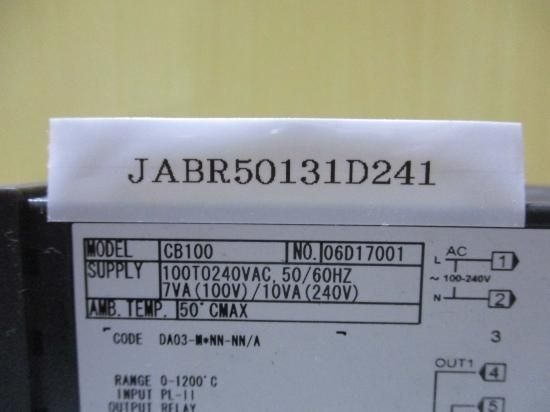 JABR50131D241
MODEL CB100 NO. 06D17001
SUPPLY 100TO240VAC, 50/60HZ
7VA(100V)/10VA(240V)
AMB. TEMP. 50°CMAX
CODE DA03-M*NN-NN/A
RANGE 0-1200°C
INPUT PL-II
OUTPUT RELAY
AC
L 1
~ 100-240V
N 2
3
OUT1 4
5